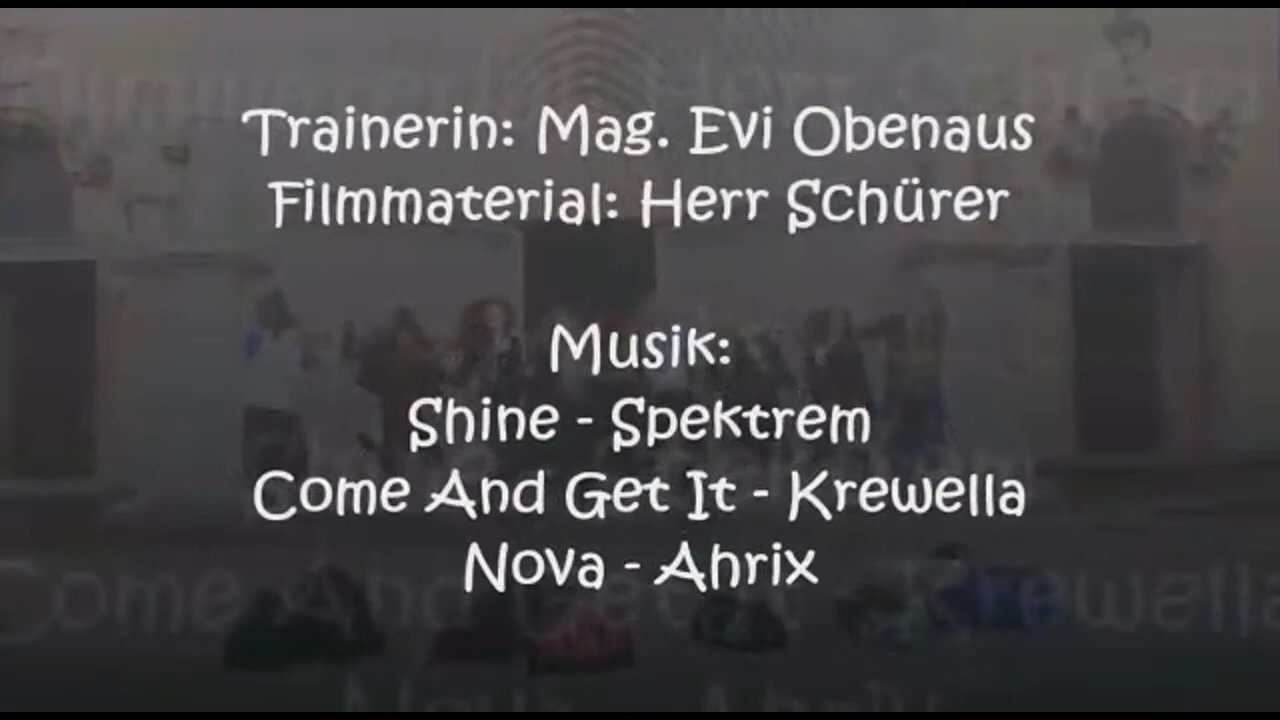 Trainerin: Mag. Evi Obenaus
Filmmaterial: Herr Schürer
Musik:
Shine - Spektrem
Come And Get It - Krewella
Nova - Ahrix